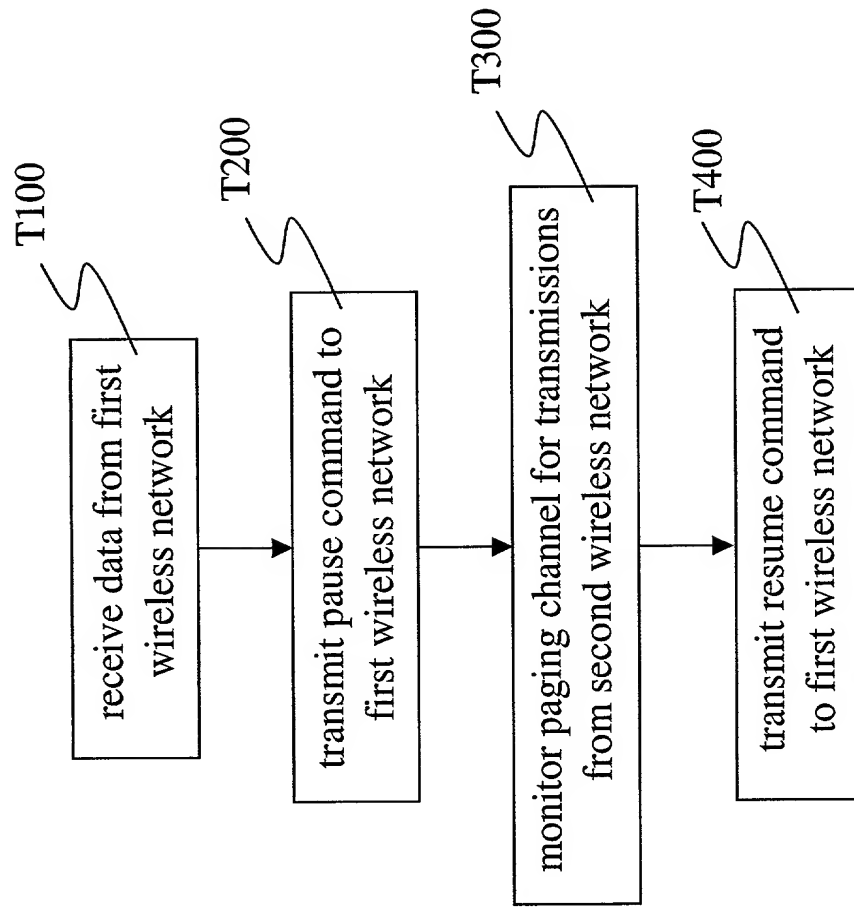 T100
receive data from first
wireless network
T200
transmit pause command to
first wireless network
T300
monitor paging channel for transmissions
from second wireless network
T400
transmit resume command
to first wireless network